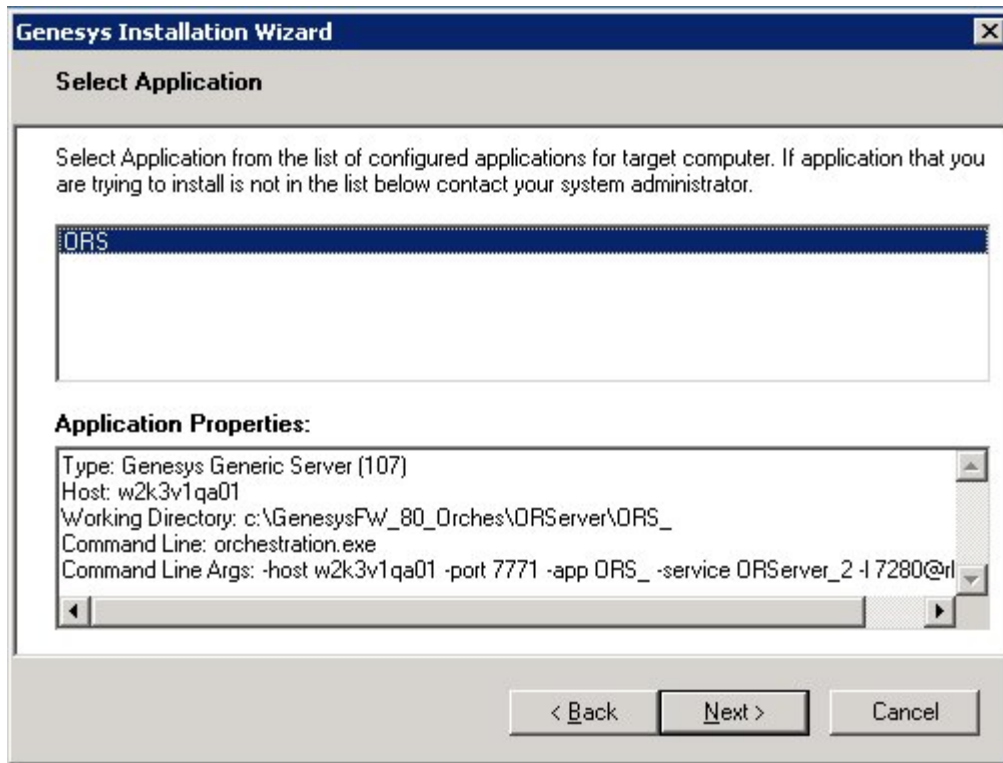 Genesys Installation Wizard
Select Application
Select Application from the list of configured applications for target computer. If application that you
are trying to install is not in the list below contact your system administrator.
ORS
Application Properties:
Type: Genesys Generic Server (107)
Host: w2k3v1qa01
Working Directory: c:\GenesysFW_80_Orches\ORServer\ORS_
Command Line: orchestration.exe
Command Line Args: -host w2k3v1qa01 -port 7771 -app ORS_ -service ORServer_2 -l 7280@rl
< Back
Next >
Cancel